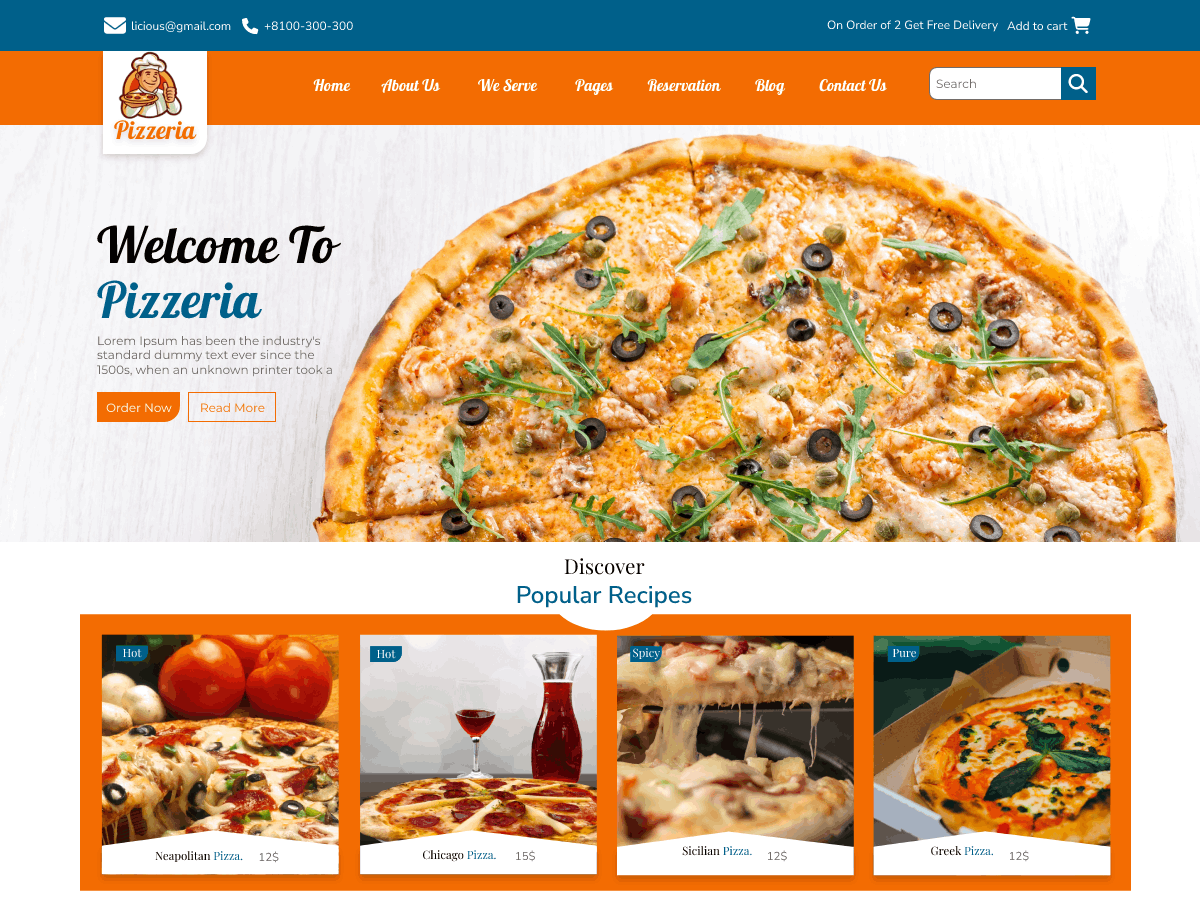 licious@gmail.com +8100-300-300 On Order of 2 Get Free Delivery Add to cart
Pizzeria
Home About Us We Serve Pages Reservation Blog Contact Us Search
Welcome To
Pizzeria
Lorem Ipsum has been the industry's
standard dummy text ever since the
1500s, when an unknown printer took a
Order Now Read More
Discover
Popular Recipes
Hot Hot Spicy Pure
Neapolitan Pizza. 12$ Chicago Pizza. 15$ Sicilian Pizza. 12$ Greek Pizza. 12$